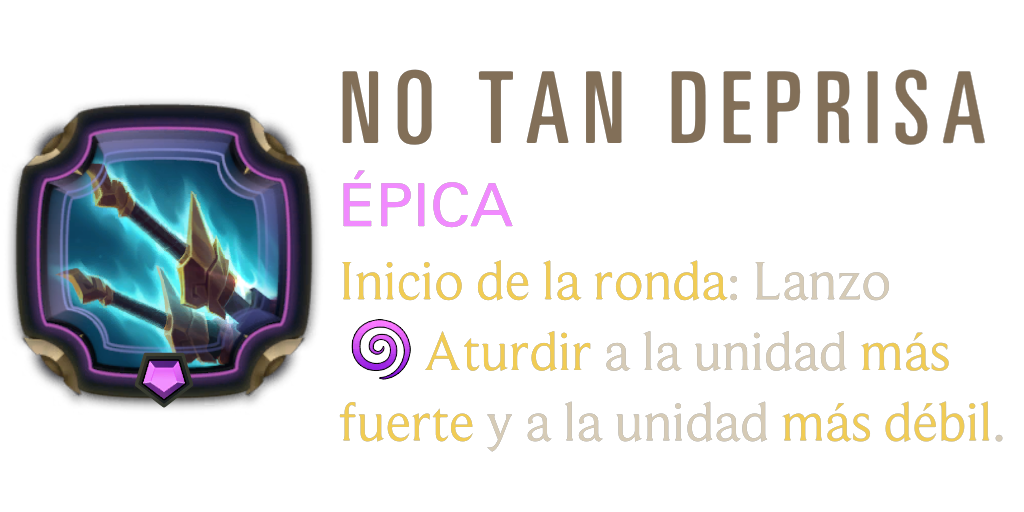 NO TAN DEPRISA
ÉPICA
Inicio de la ronda: Lanzo
Aturdir a la unidad más
fuerte y a la unidad más débil.